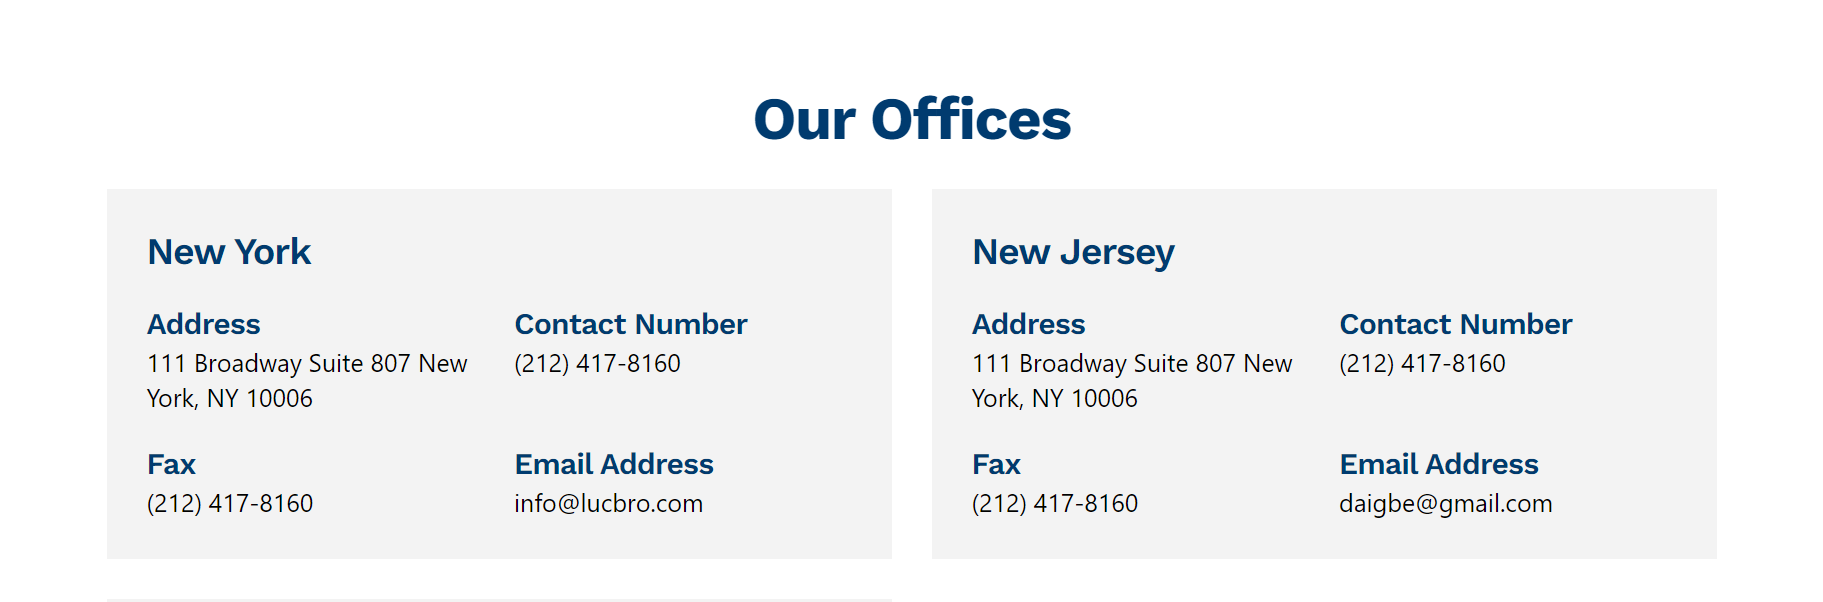 Our Offices
New York
Address
111 Broadway Suite 807 New
York, NY 10006
Contact Number
(212) 417-8160
Fax
(212) 417-8160
Email Address
info@lucbro.com
New Jersey
Address
111 Broadway Suite 807 New
York, NY 10006
Contact Number
(212) 417-8160
Fax
(212) 417-8160
Email Address
daigbe@gmail.com